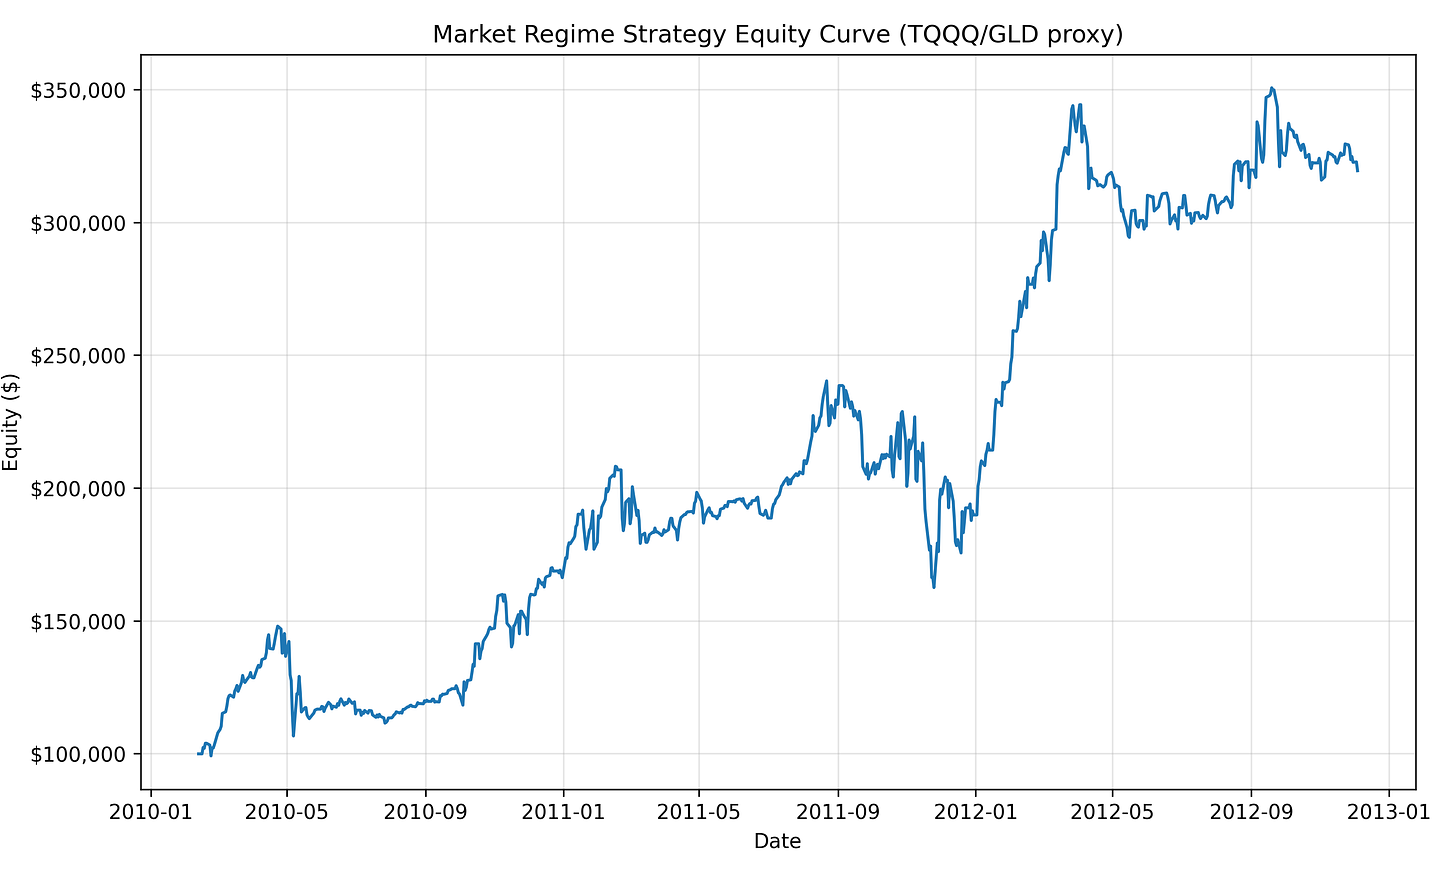 Market Regime Strategy Equity Curve (TQQQ/GLD proxy)
Equity ($)
$350,000
$300,000
$250,000
$200,000
$150,000
$100,000
2010-01 2010-05 2010-09 2011-01 2011-05 2011-09 2012-01 2012-05 2012-09 2013-01
Date